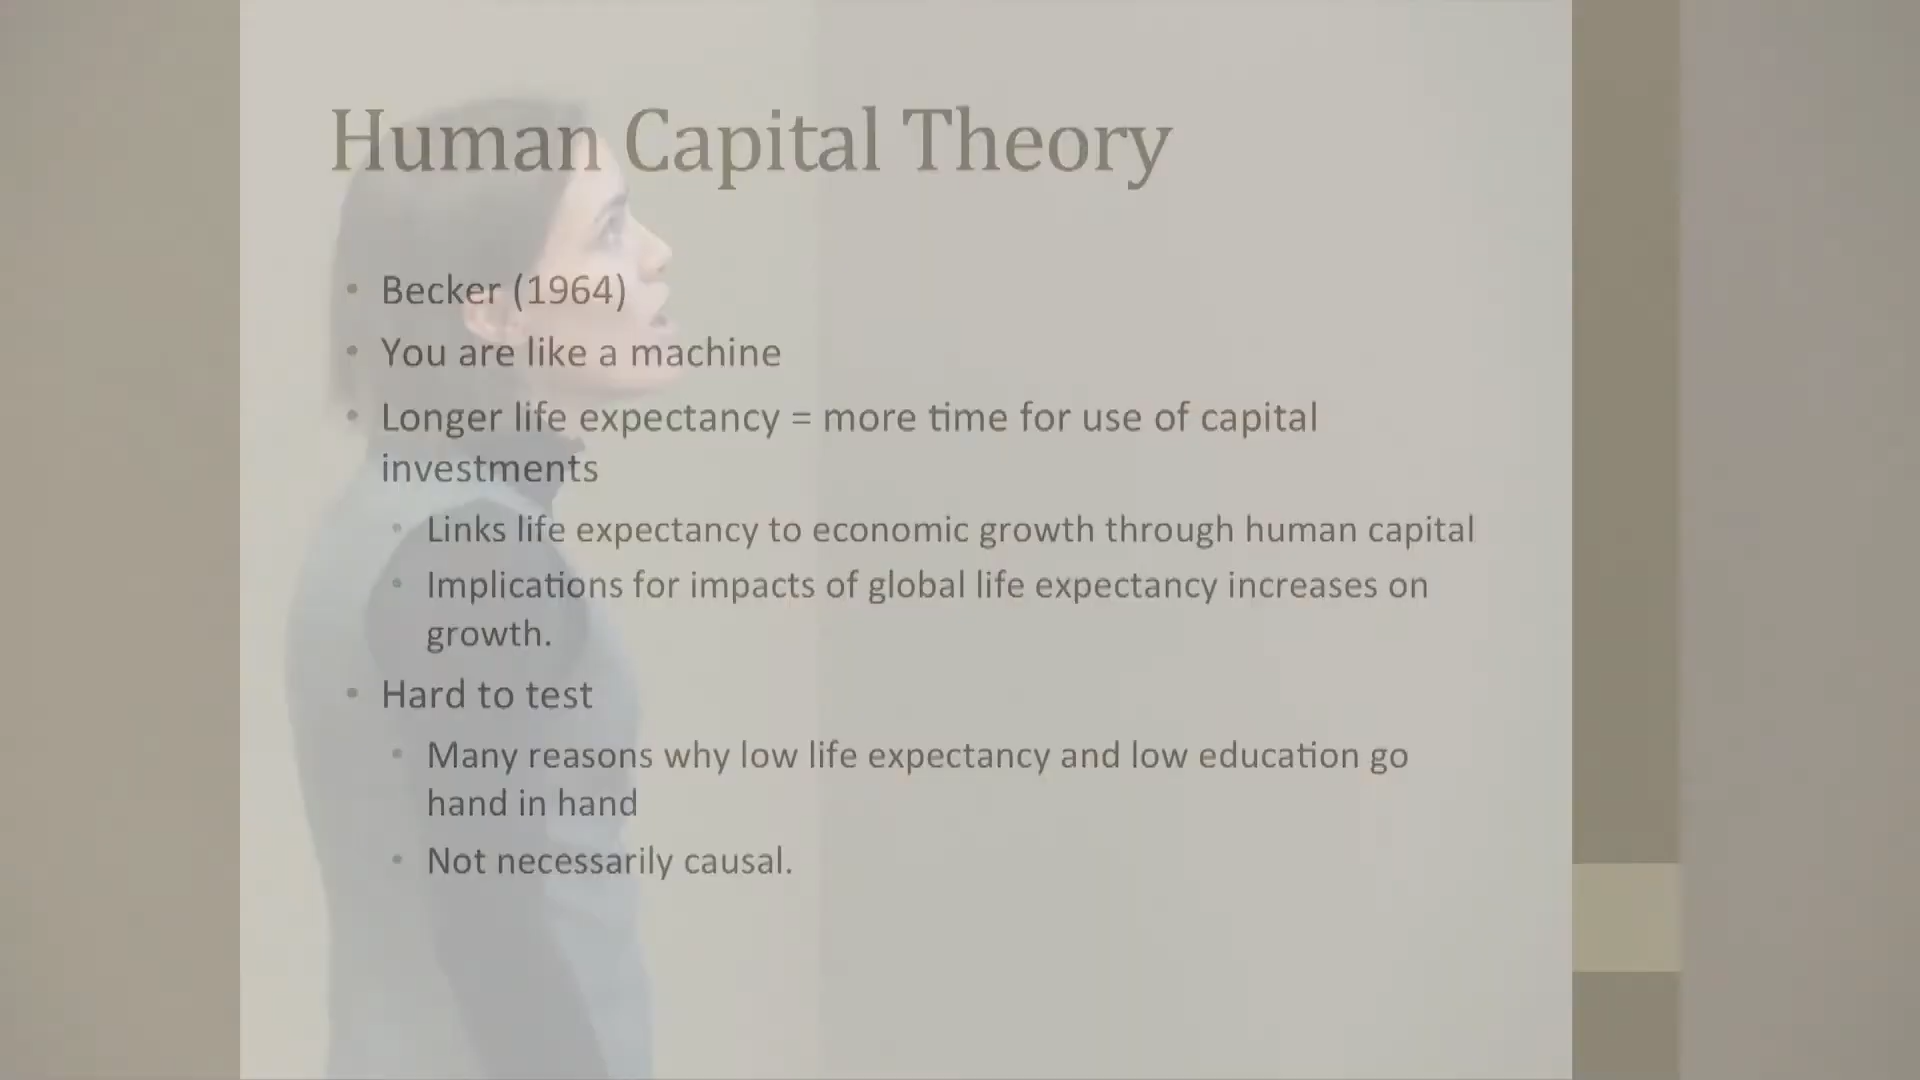 Human Capital Theory
• Becker (1964)
• You are like a machine
• Longer life expectancy = more time for use of capital
investments
• Links life expectancy to economic growth through human capital
• Implications for impacts of global life expectancy increases on
growth.
• Hard to test
• Many reasons why low life expectancy and low education go
hand in hand
• Not necessarily causal.